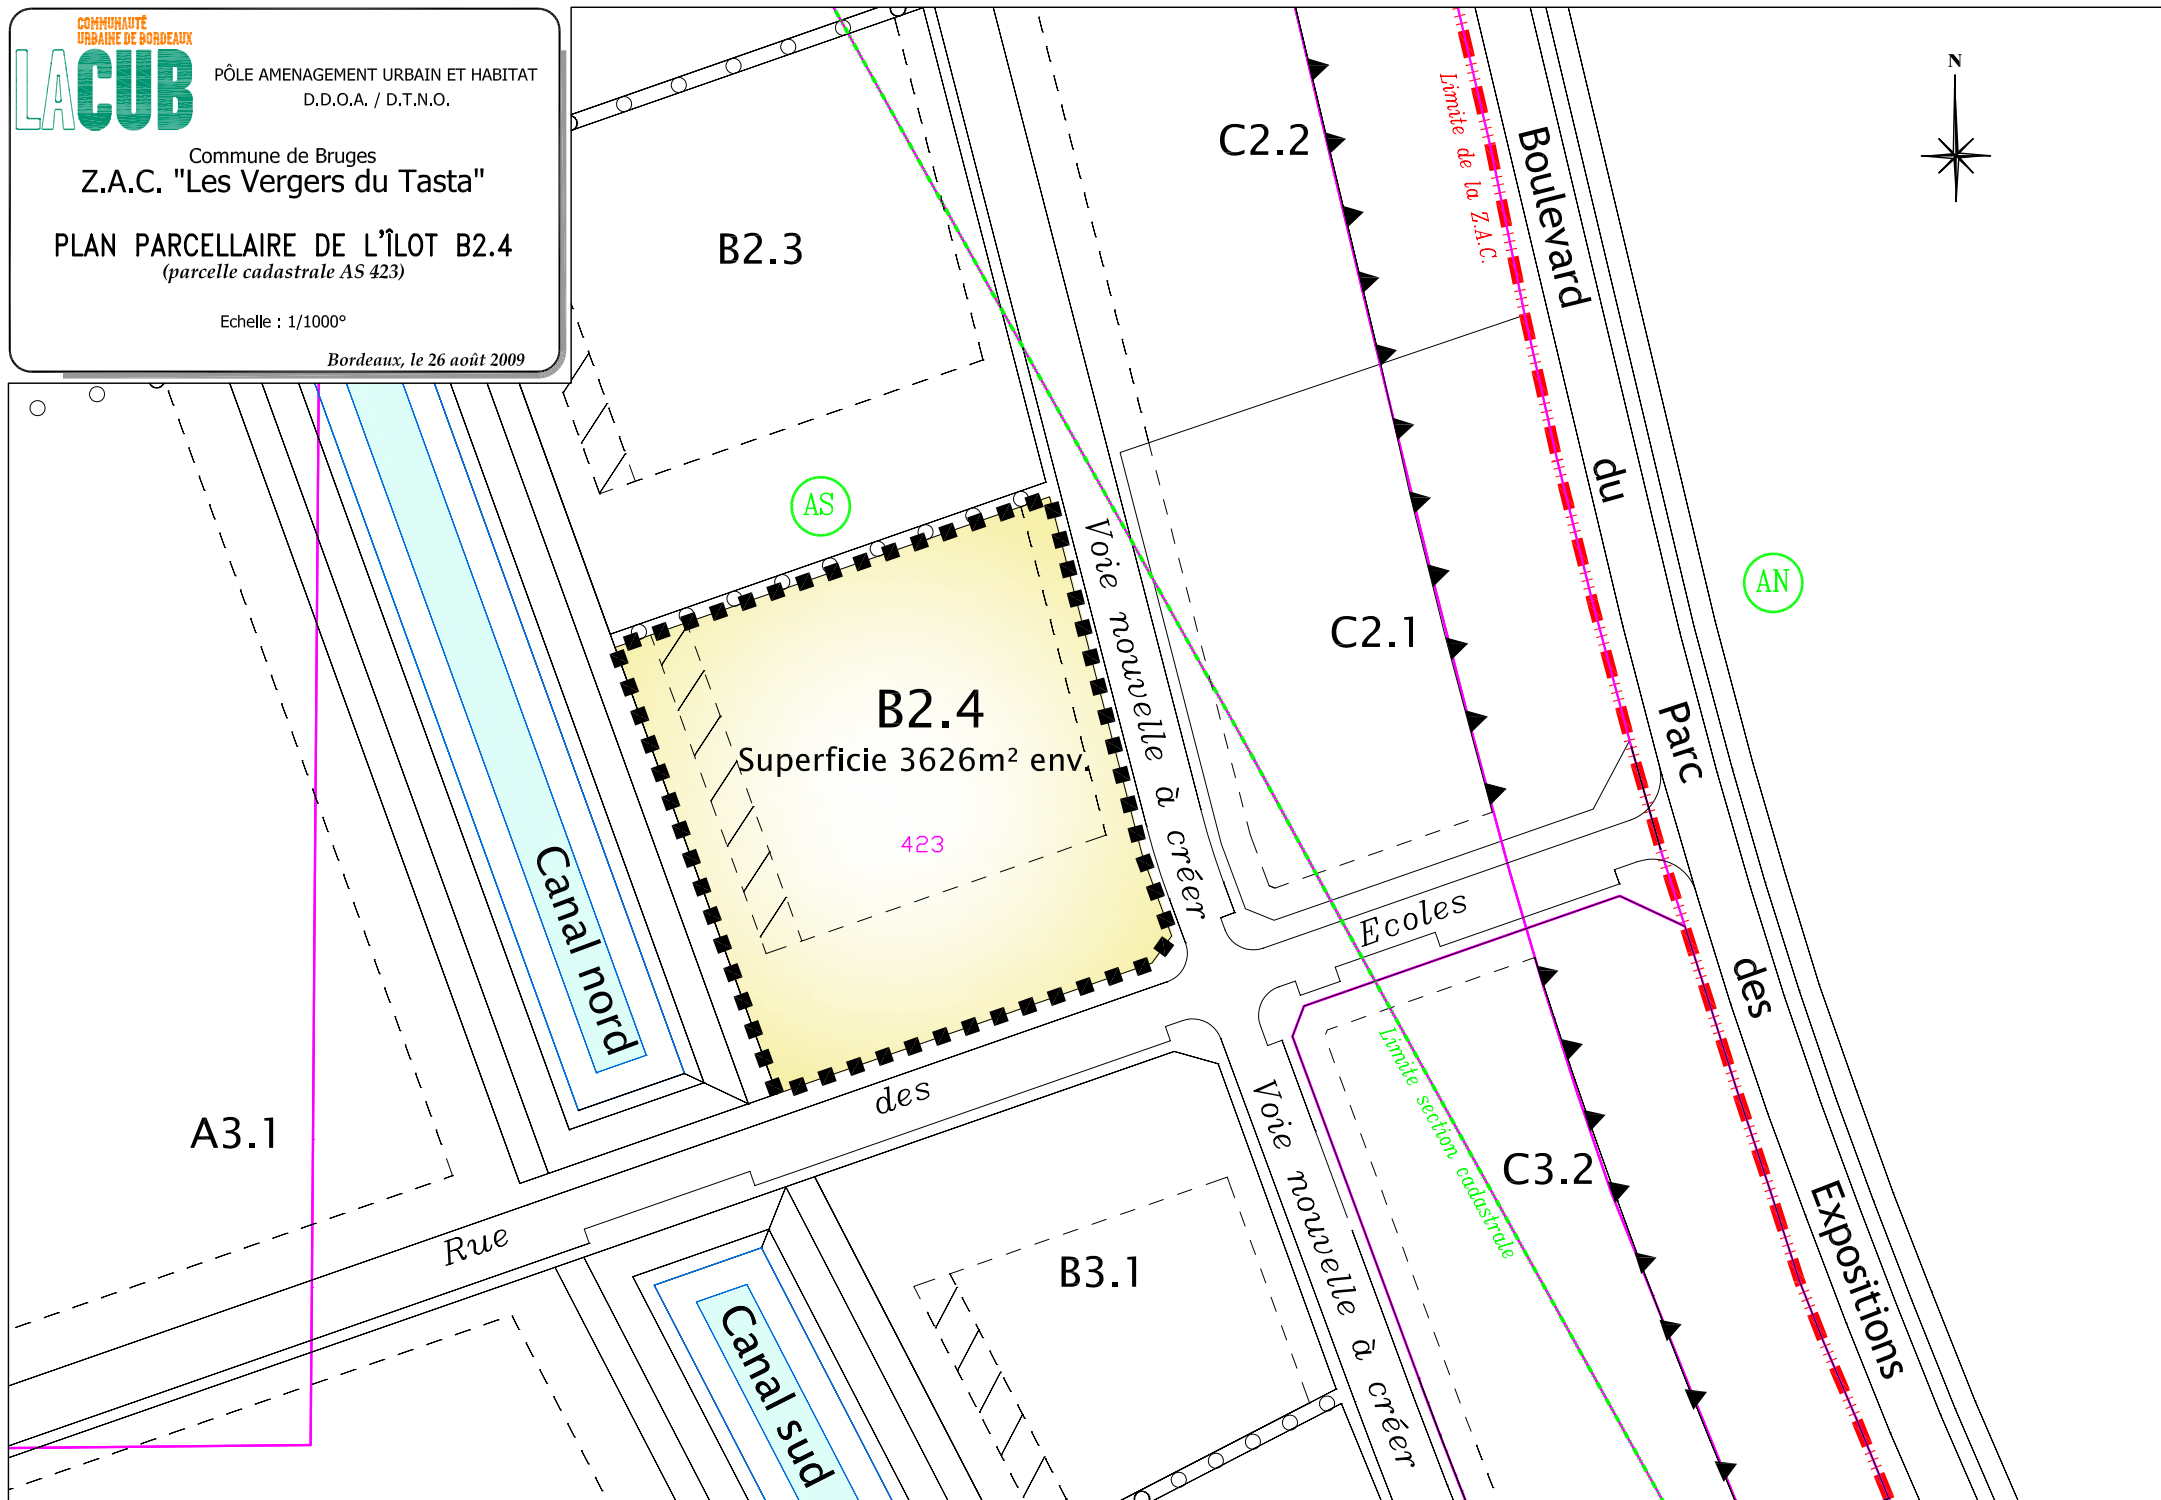 COMMUNAUTÉ
URBAINE DE BORDEAUX
LACUB
PÔLE AMENAGEMENT URBAIN ET HABITAT
D.D.O.A. / D.T.N.O.
Commune de Bruges
Z.A.C. "Les Vergers du Tasta"
PLAN PARCELLAIRE DE L'ÎLOT B2.4
(parcelle cadastrale AS 423)
Echelle : 1/1000°
Bordeaux, le 26 août 2009
N
C2.2
Limite de la Z.A.C.
Boulevard du Parc des Expositions
B2.3
AS
AN
Voie nouvelle à créer
C2.1
B2.4
Superficie 3626m² env.
423
Canal nord
Rue des Ecoles
A3.1
Limite section cadastrale
C3.2
Voie nouvelle à créer
B3.1
Canal sud